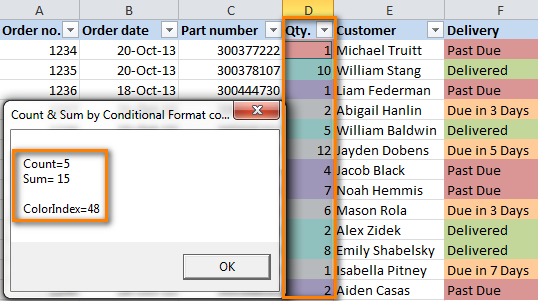 A B C D E F
Order no. Order date Part number Qty. Customer Delivery
1234 20-Oct-13 300377222 1 Michael Truitt Past Due
1235 20-Oct-13 300378107 10 William Stang Delivered
1236 18-Oct-13 300444730 1 Liam Federman Past Due
2 Abigail Hanlin Due in 3 Days
5 William Baldwin Delivered
12 Jayden Dobens Due in 5 Days
4 Jacob Black Past Due
7 Noah Hemmis Past Due
6 Mason Rola Due in 3 Days
2 Alex Zidek Delivered
8 Emily Shabelsky Delivered
1 Isabella Pitney Due in 7 Days
2 Aiden Casas Past Due
Count & Sum by Conditional Format co...
Count=5
Sum= 15
ColorIndex=48
OK